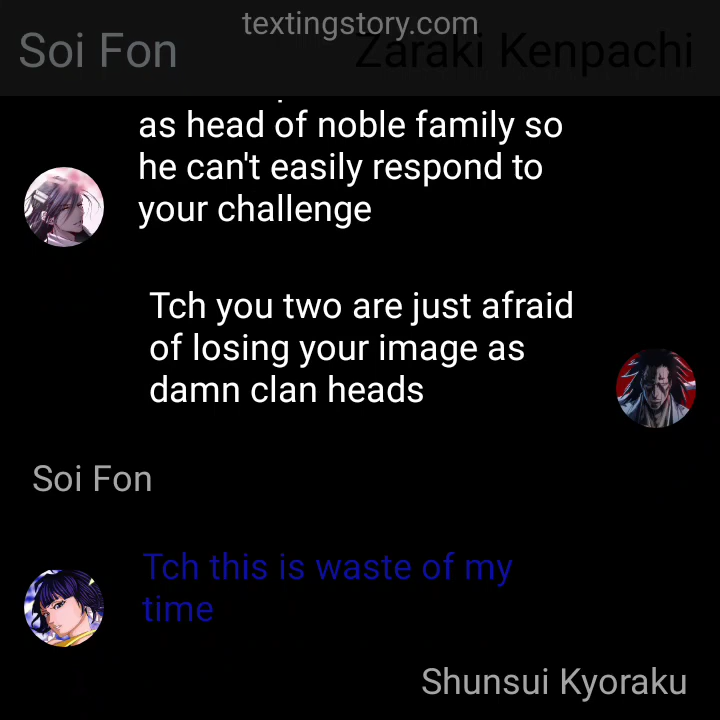 textingstory.com
Soi Fon
Zaraki Kenpachi
as head of noble family so
he can't easily respond to
your challenge
Tch you two are just afraid
of losing your image as
damn clan heads
Soi Fon
Tch this is waste of my
time
Shunsui Kyoraku